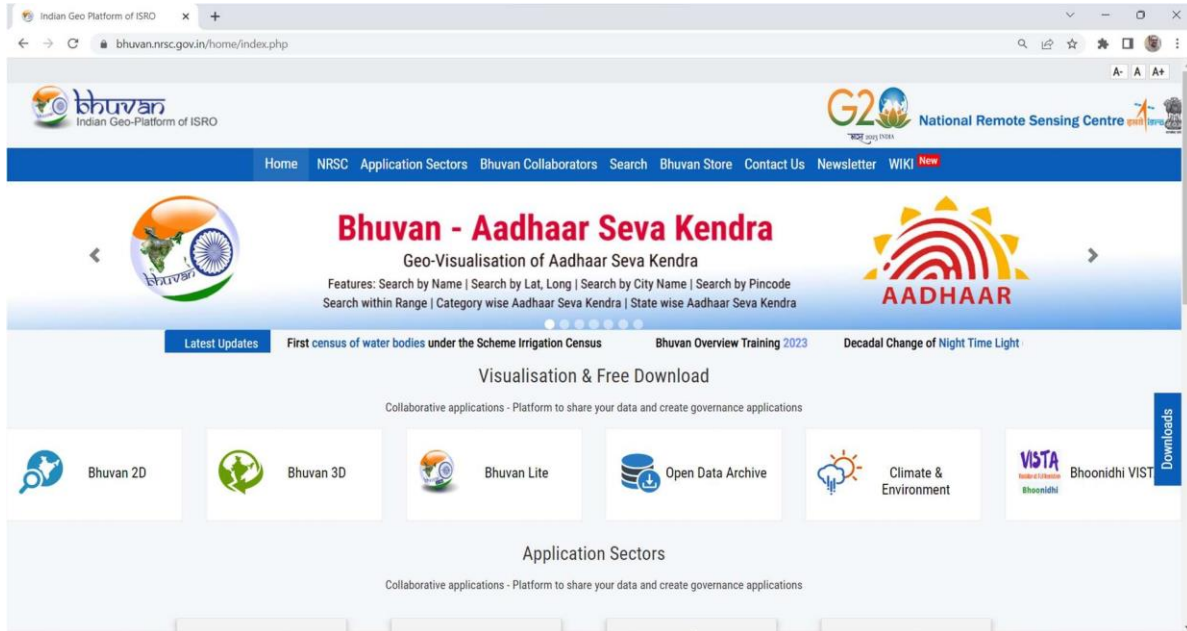 Indian Geo Platform of ISRO
bhuvan.nrsc.gov.in/home/index.php
A- A A+
bhuvan
Indian Geo-Platform of ISRO
G20
भारत 2023 INDIA
National Remote Sensing Centre
Home NRSC Application Sectors Bhuvan Collaborators Search Bhuvan Store Contact Us Newsletter WIKI New
Bhuvan - Aadhaar Seva Kendra
Geo-Visualisation of Aadhaar Seva Kendra
Features: Search by Name | Search by Lat, Long | Search by City Name | Search by Pincode
Search within Range | Category wise Aadhaar Seva Kendra | State wise Aadhaar Seva Kendra
bhuvan
AADHAAR
Latest Updates First census of water bodies under the Scheme Irrigation Census Bhuvan Overview Training 2023 Decadal Change of Night Time Light
Visualisation & Free Download
Collaborative applications - Platform to share your data and create governance applications
Downloads
Bhuvan 2D
Bhuvan 3D
Bhuvan Lite
Open Data Archive
Climate &
Environment
VISTA
Bhoonidhi
Bhoonidhi VIST
Application Sectors
Collaborative applications - Platform to share your data and create governance applications